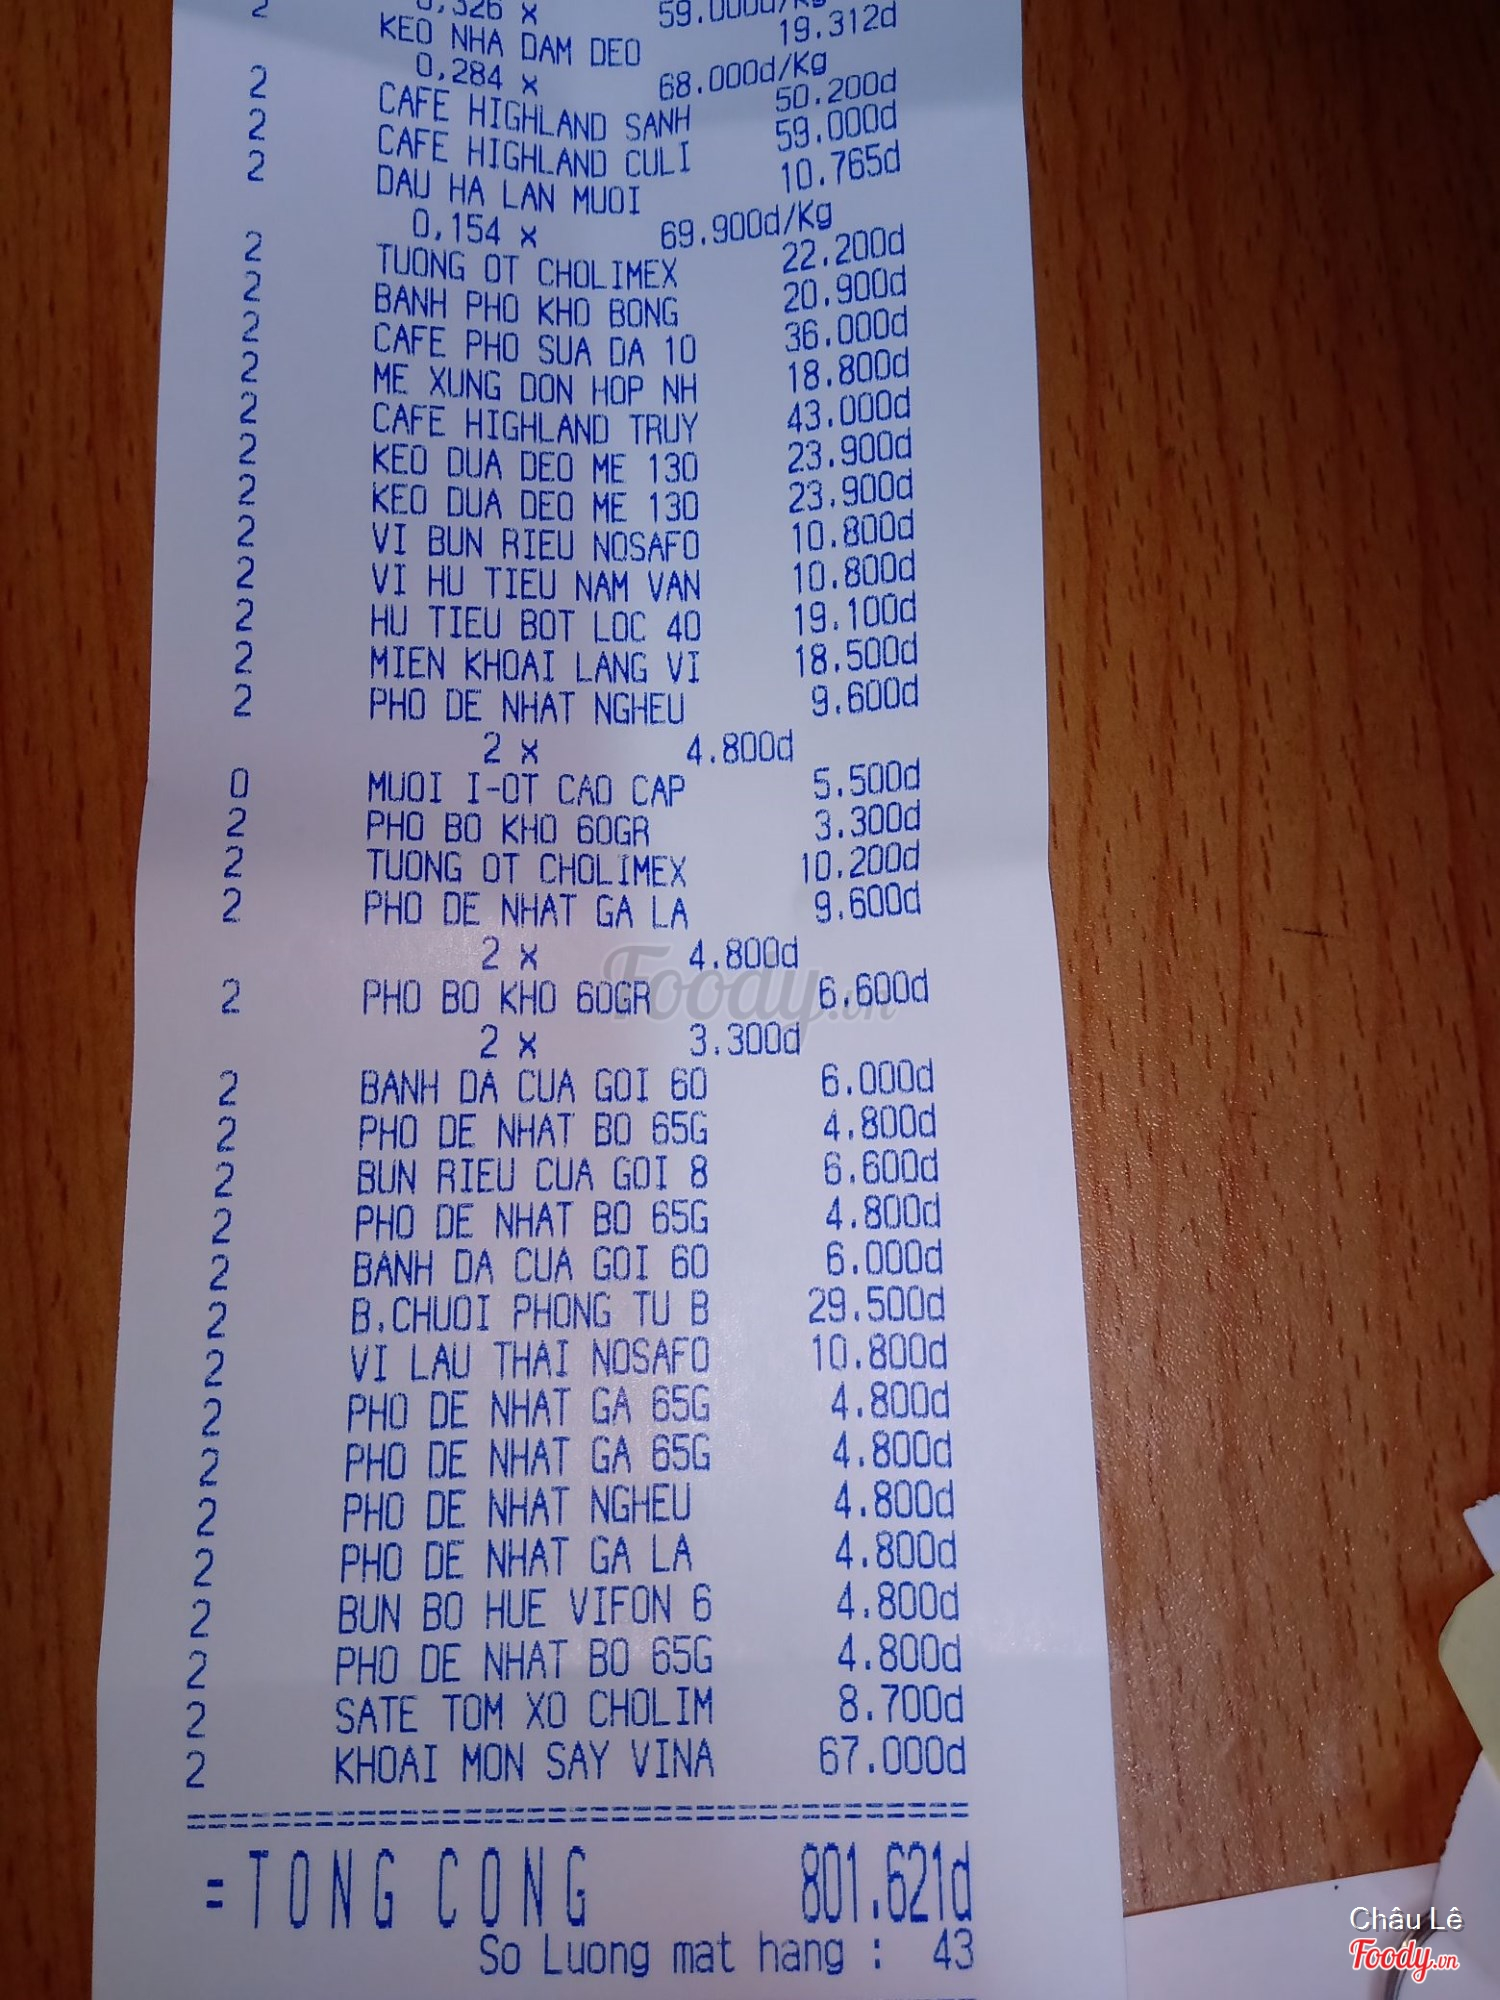 2 0,326 x 59.000d/Kg
KEO NHA DAM DEO 19.312d
0,284 x 68.000d/Kg
2 CAFE HIGHLAND SANH 50.200d
2 CAFE HIGHLAND CULI 59.000d
2 DAU HA LAN MUOI 10.765d
0,154 x 69.900d/Kg
2 TUONG OT CHOLIMEX 22.200d
2 BANH PHO KHO BONG 20.900d
2 CAFE PHO SUA DA 10 36.000d
2 ME XUNG DON HOP NH 18.800d
2 CAFE HIGHLAND TRUY 43.000d
2 KEO DUA DEO ME 130 23.900d
2 KEO DUA DEO ME 130 23.900d
2 VI BUN RIEU NOSAFO 10.800d
2 VI HU TIEU NAM VAN 10.800d
2 HU TIEU BOT LOC 40 19.100d
2 MIEN KHOAI LANG VI 18.500d
2 PHO DE NHAT NGHEU 9.600d
2 x 4.800d
0 MUOI I-OT CAO CAP 5.500d
2 PHO BO KHO 60GR 3.300d
2 TUONG OT CHOLIMEX 10.200d
2 PHO DE NHAT GA LA 9.600d
2 x 4.800d
Foody.vn
2 PHO BO KHO 60GR 6.600d
2 x 3.300d
2 BANH DA CUA GOI 60 6.000d
2 PHO DE NHAT BO 65G 4.800d
2 BUN RIEU CUA GOI 8 6.600d
2 PHO DE NHAT BO 65G 4.800d
2 BANH DA CUA GOI 60 6.000d
2 B.CHUOI PHONG TU B 29.500d
2 VI LAU THAI NOSAFO 10.800d
2 PHO DE NHAT GA 65G 4.800d
2 PHO DE NHAT GA 65G 4.800d
2 PHO DE NHAT NGHEU 4.800d
2 PHO DE NHAT GA LA 4.800d
2 BUN BO HUE VIFON 6 4.800d
2 PHO DE NHAT BO 65G 4.800d
2 SATE TOM XO CHOLIM 8.700d
2 KHOAI MON SAY VINA 67.000d
=TONG CONG 801.621d
So Luong mat hang : 43
Châu Lê
Foody.vn